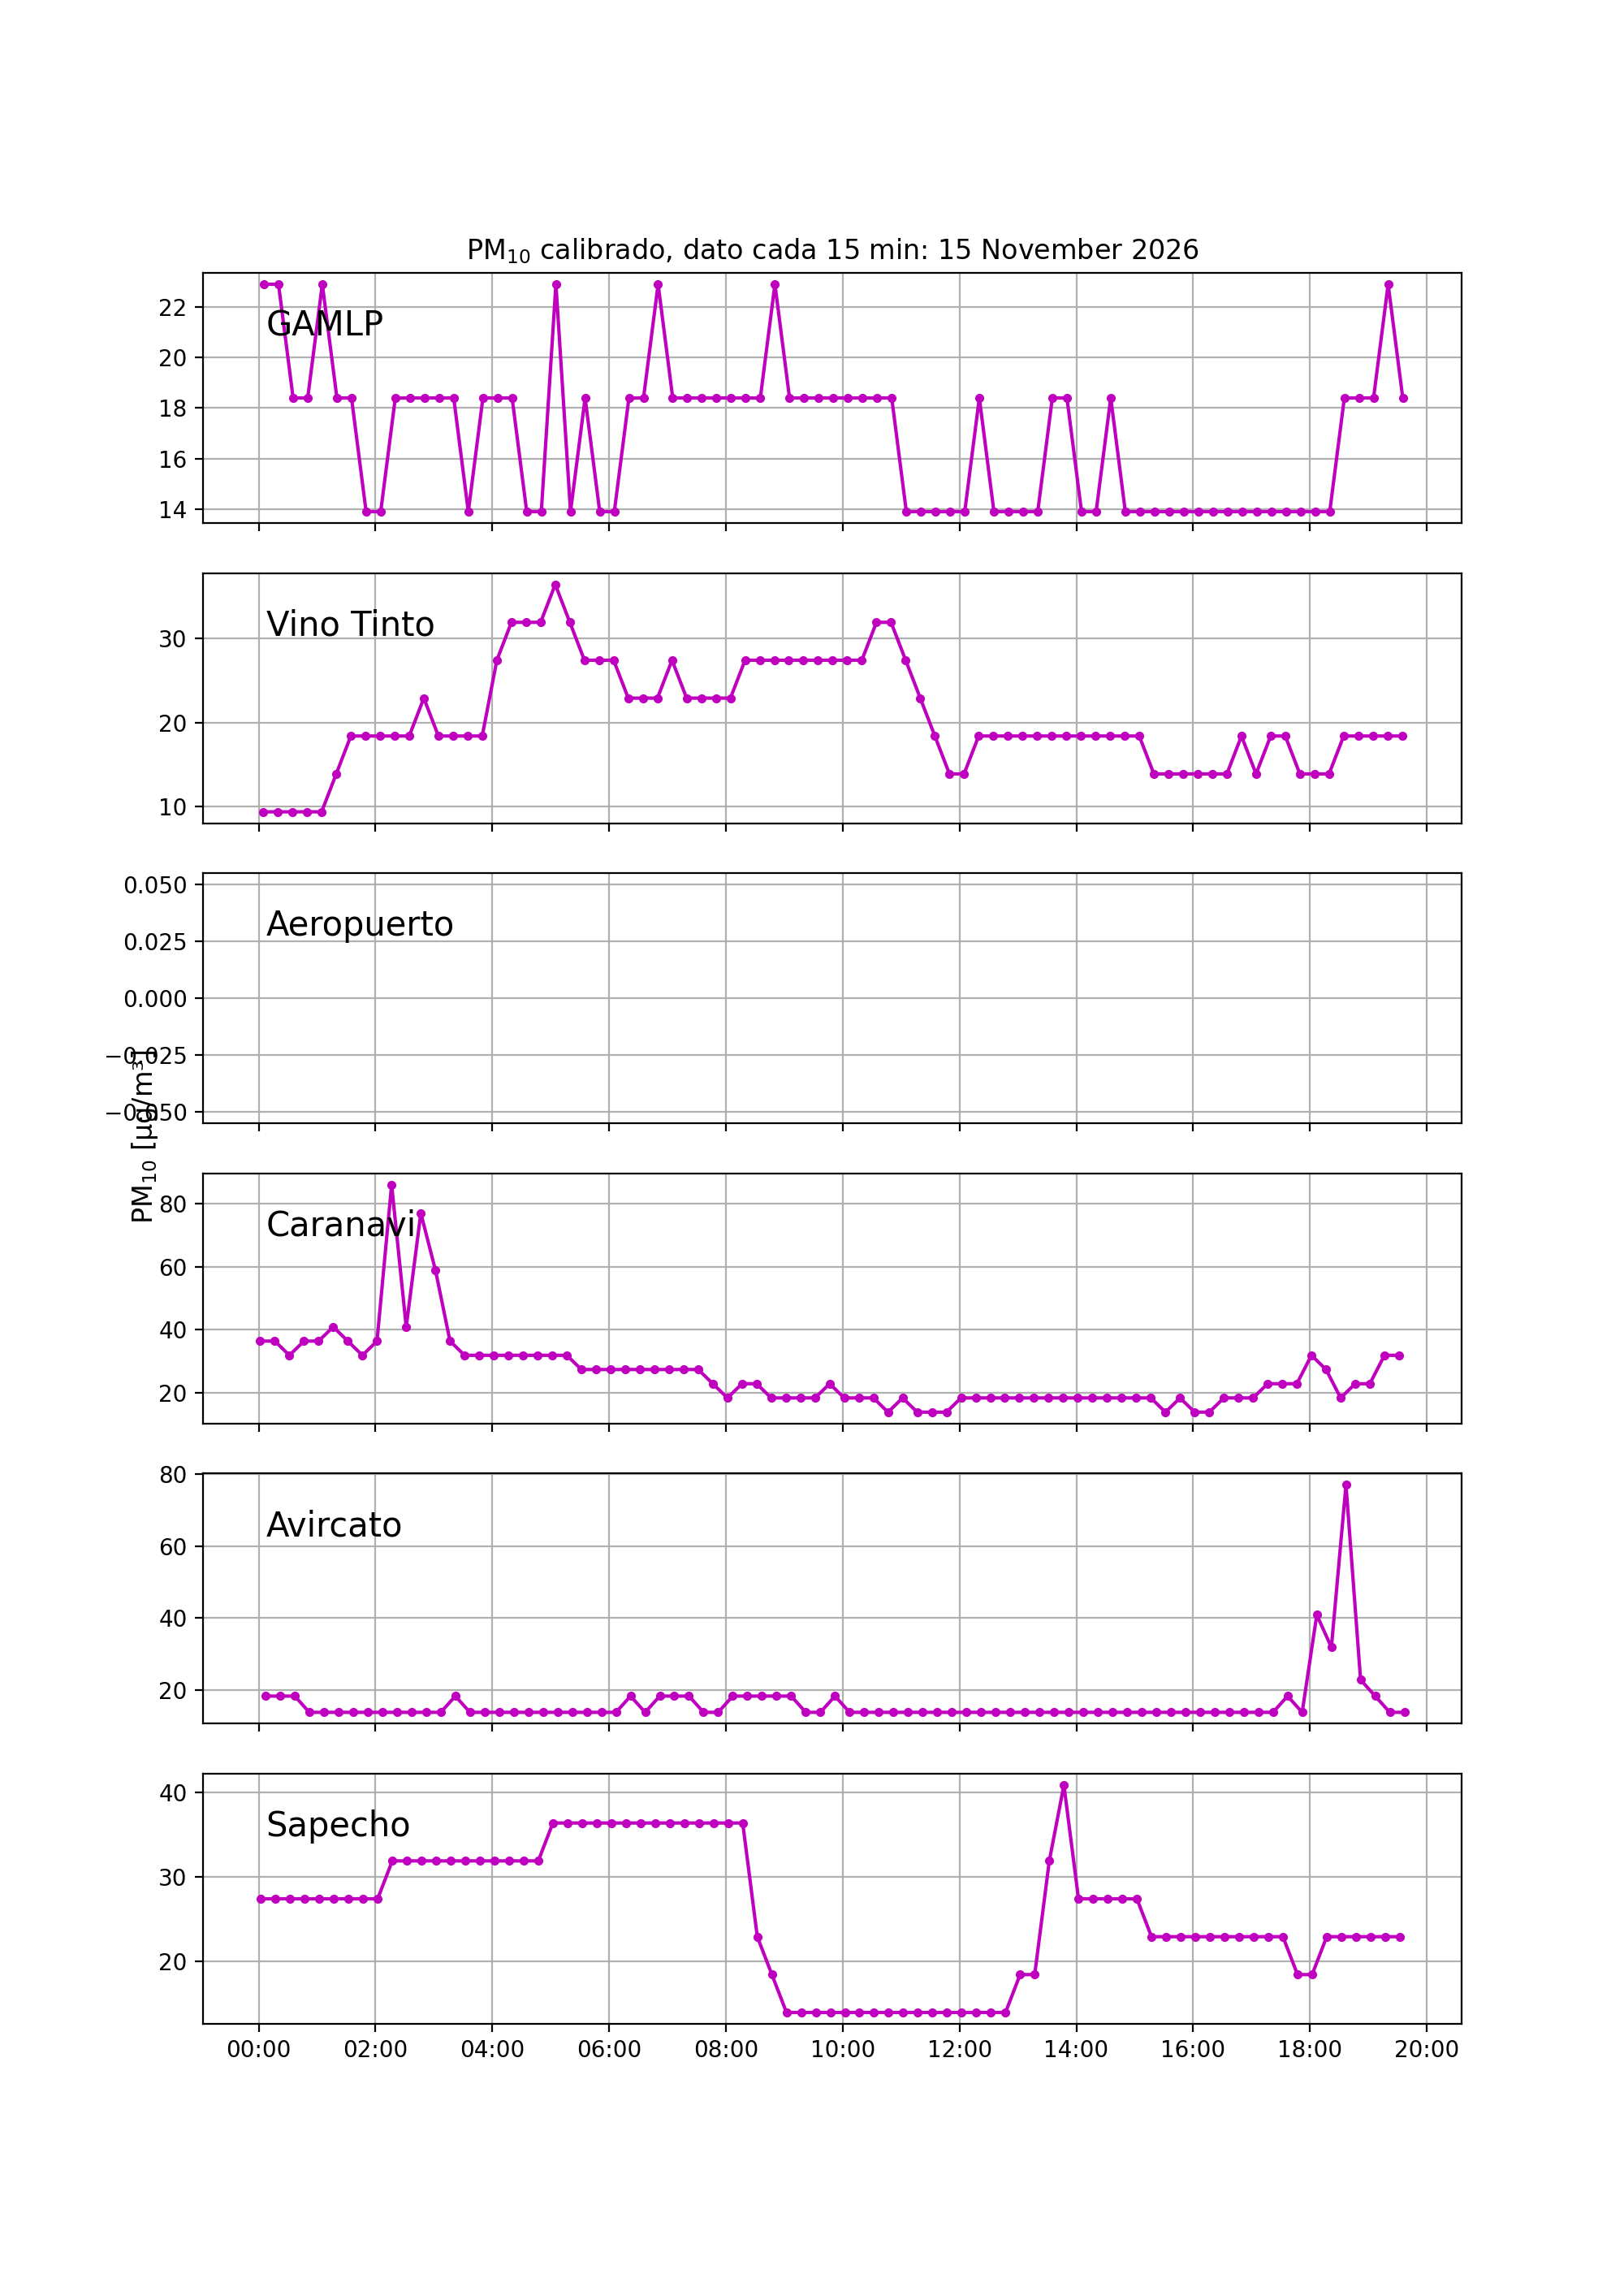 PM₁₀ calibrado, dato cada 15 min: 15 November 2026
GAMLP
22
20
18
16
14
Vino Tinto
30
20
10
Aeropuerto
0.050
0.025
0.000
−0.025
−0.050
PM₁₀ [µg/m³]
Caranavi
80
60
40
20
Avircato
80
60
40
20
Sapecho
40
30
20
00:00 02:00 04:00 06:00 08:00 10:00 12:00 14:00 16:00 18:00 20:00